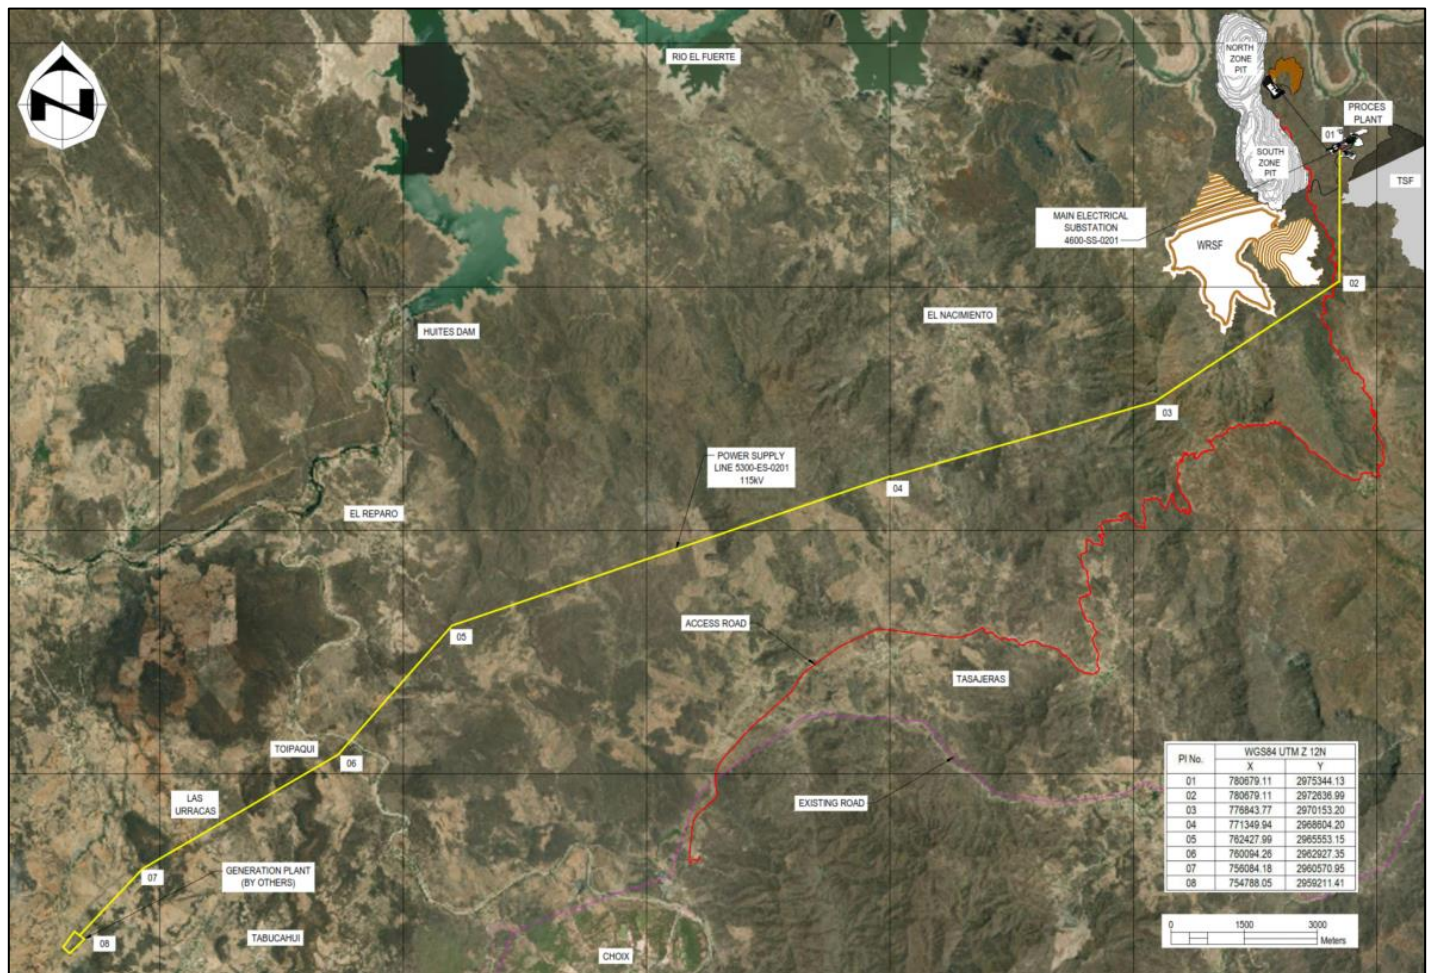 RIO EL FUERTE
NORTH
ZONE
PIT
PROCES
PLANT
01
SOUTH
ZONE
PIT
TSF
MAIN ELECTRICAL
SUBSTATION
4600-SS-0201
WRSF
02
EL NACIMIENTO
HUITES DAM
03
POWER SUPPLY
LINE 5300-ES-0201
115kV
04
EL REPARO
ACCESS ROAD
05
TASAJERAS
TOIPAQUI
06
LAS
URRACAS
EXISTING ROAD
GENERATION PLANT
(BY OTHERS)
07
08
TABUCAHUI
CHOIX
PI No. WGS84 UTM Z 12N
X Y
01 780679.11 2975344.13
02 780679.11 2972636.99
03 776843.77 2970153.20
04 771349.94 2968604.20
05 762427.99 2965553.15
06 760094.26 2962927.35
07 756084.18 2960570.95
08 754788.05 2959211.41
0 1500 3000
Meters